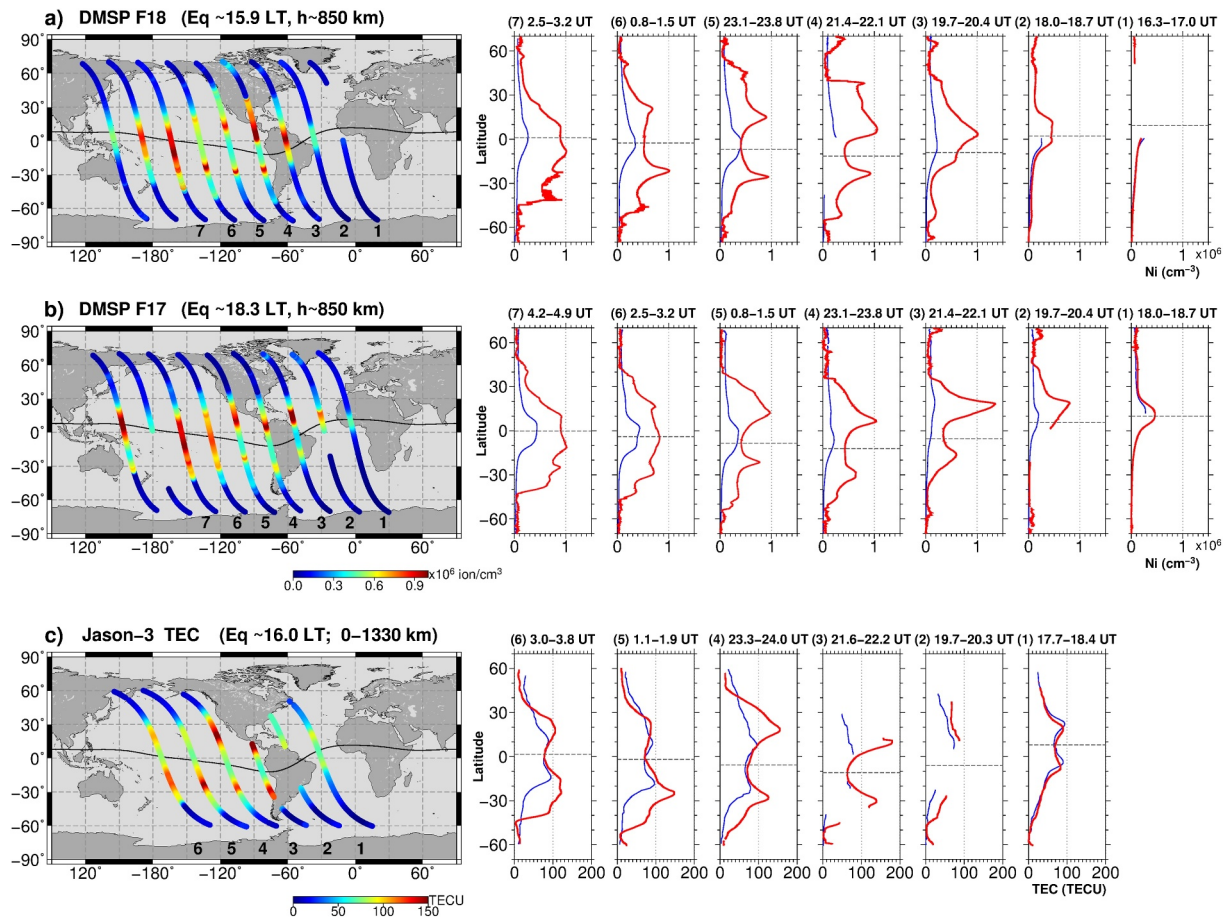 a) DMSP F18 (Eq ~15.9 LT, h~850 km)
90˚
60˚
30˚
0˚
−30˚
−60˚
−90˚
120˚ −180˚ −120˚ −60˚ 0˚ 60˚
7 6 5 4 3 2 1
(7) 2.5−3.2 UT (6) 0.8−1.5 UT (5) 23.1−23.8 UT (4) 21.4−22.1 UT (3) 19.7−20.4 UT (2) 18.0−18.7 UT (1) 16.3−17.0 UT
Latitude
60
30
0
−30
−60
0 1 0 1 0 1 0 1 0 1 0 1 0 1
x10⁶
Ni (cm⁻³)
b) DMSP F17 (Eq ~18.3 LT, h~850 km)
90˚
60˚
30˚
0˚
−30˚
−60˚
−90˚
120˚ −180˚ −120˚ −60˚ 0˚ 60˚
7 6 5 4 3 2 1
0.0 0.3 0.6 0.9
x10⁶ ion/cm³
(7) 4.2−4.9 UT (6) 2.5−3.2 UT (5) 0.8−1.5 UT (4) 23.1−23.8 UT (3) 21.4−22.1 UT (2) 19.7−20.4 UT (1) 18.0−18.7 UT
Latitude
60
30
0
−30
−60
0 1 0 1 0 1 0 1 0 1 0 1 0 1
x10⁶
Ni (cm⁻³)
c) Jason−3 TEC (Eq ~16.0 LT; 0−1330 km)
90˚
60˚
30˚
0˚
−30˚
−60˚
−90˚
120˚ −180˚ −120˚ −60˚ 0˚ 60˚
6 5 4 3 2 1
0 50 100 150
TECU
(6) 3.0−3.8 UT (5) 1.1−1.9 UT (4) 23.3−24.0 UT (3) 21.6−22.2 UT (2) 19.7−20.3 UT (1) 17.7−18.4 UT
Latitude
60
30
0
−30
−60
0 100 0 100 0 100 0 100 0 100 0 100 200
TEC (TECU)